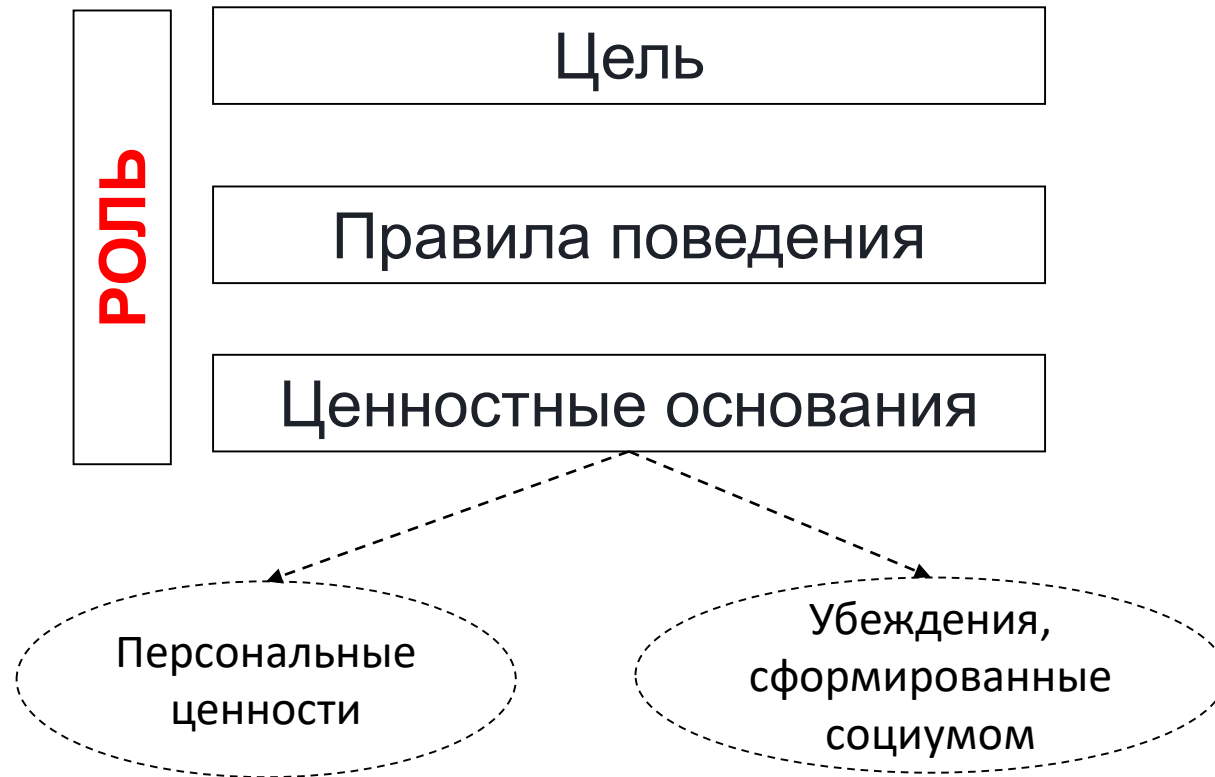 РОЛЬ
Цель
Правила поведения
Ценностные основания
Персональные
ценности
Убеждения,
сформированные
социумом